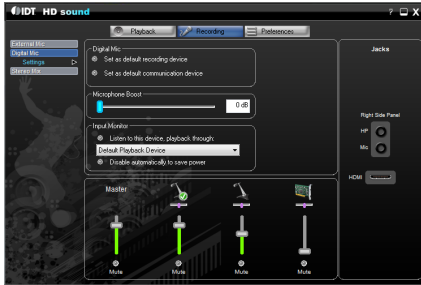 IDT HD sound
? X
Playback
Recording
Preferences
External Mic
Digital Mic
Settings
Stereo Mix
Digital Mic
Set as default recording device
Set as default communication device
Microphone Boost
0 dB
Input Monitor
Listen to this device, playback through:
Default Playback Device
Disable automatically to save power
Master
Mute
Mute
Mute
Mute
Jacks
Right Side Panel
HP
Mic
HDMI